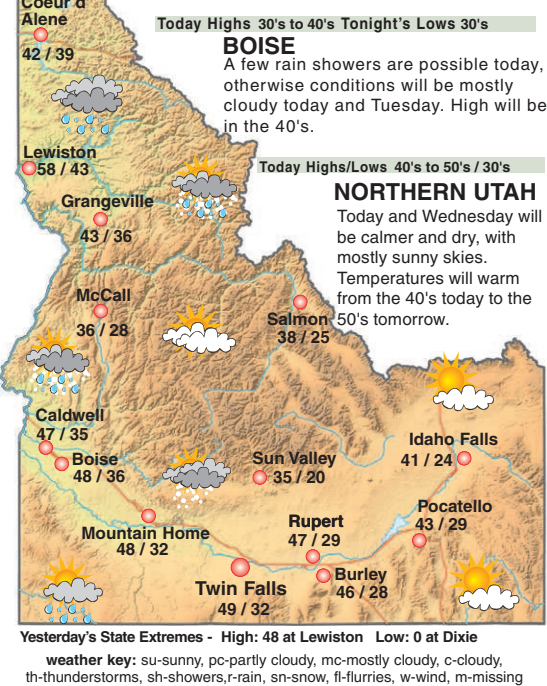 Coeur d'
Alene
42 / 39
Today Highs 30's to 40's Tonight's Lows 30's
BOISE
A few rain showers are possible today,
otherwise conditions will be mostly
cloudy today and Tuesday. High will be
in the 40's.
Lewiston
58 / 43
Today Highs/Lows 40's to 50's / 30's
NORTHERN UTAH
Today and Wednesday will
be calmer and dry, with
mostly sunny skies.
Temperatures will warm
from the 40's today to the
50's tomorrow.
Grangeville
43 / 36
McCall
36 / 28
Salmon
38 / 25
Caldwell
47 / 35
Boise
48 / 36
Sun Valley
35 / 20
Idaho Falls
41 / 24
Mountain Home
48 / 32
Rupert
47 / 29
Pocatello
43 / 29
Twin Falls
49 / 32
Burley
46 / 28
Yesterday's State Extremes - High: 48 at Lewiston Low: 0 at Dixie
weather key: su-sunny, pc-partly cloudy, mc-mostly cloudy, c-cloudy,
th-thunderstorms, sh-showers,r-rain, sn-snow, fl-flurries, w-wind, m-missing